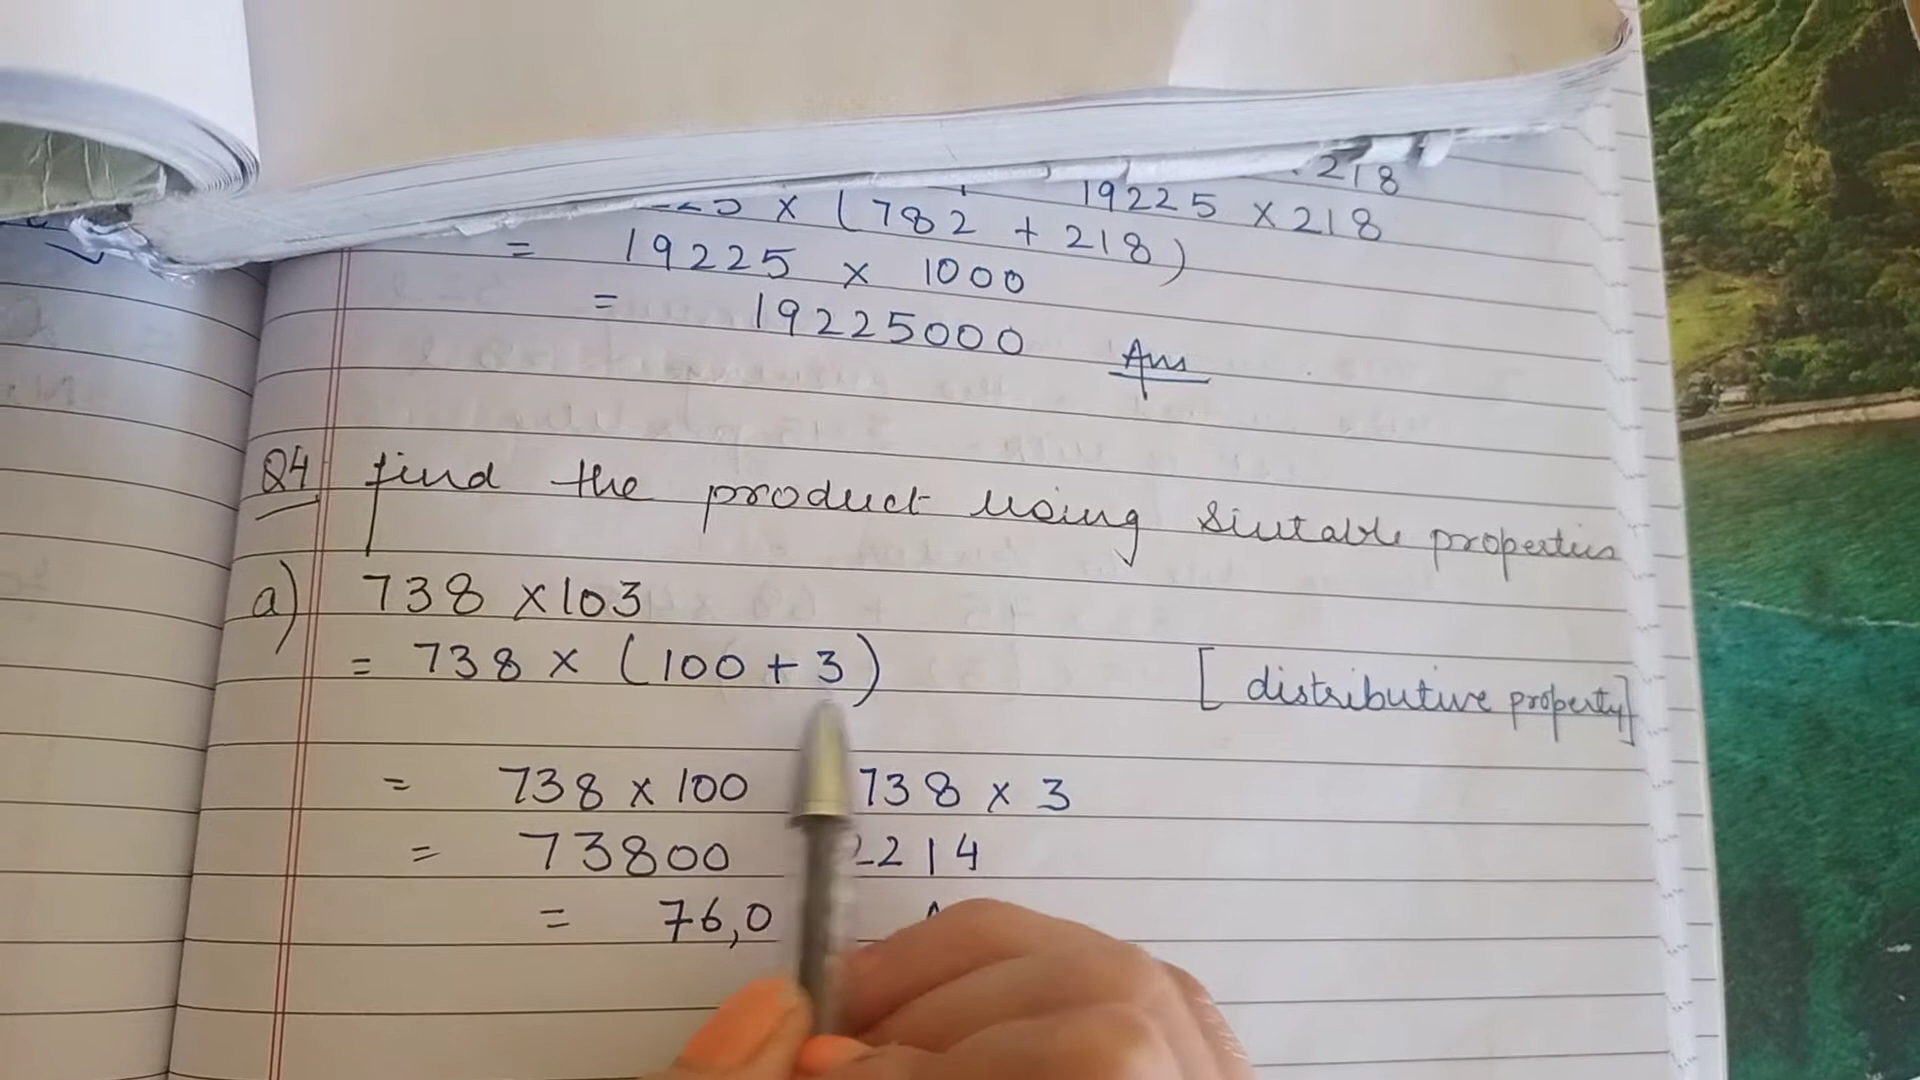 218
19225 × 218
× (782 + 218)
= 19225 × 1000
= 19225000 Ans
Q4 find the product using suitable properties
a) 738 × 103
= 738 × (100 + 3) [distributive property]
= 738 × 100 738 × 3
= 73800 2214
= 76,0